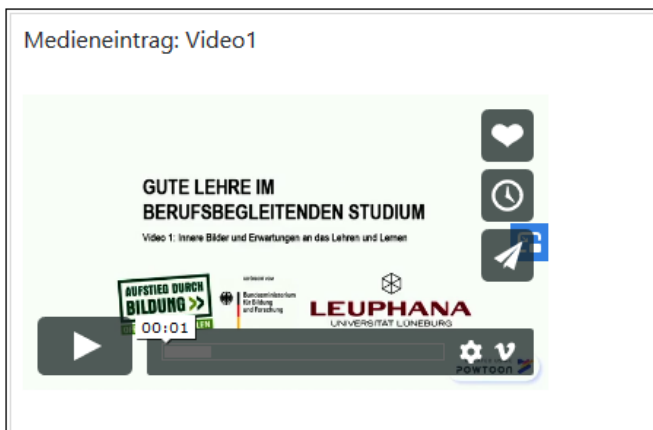 Medieneintrag: Video1
GUTE LEHRE IM
BERUFSBEGLEITENDEN STUDIUM
Video 1: Innere Bilder und Erwartungen an das Lehren und Lernen
AUFSTIEG DURCH
BILDUNG >>
Bundesministerium
für Bildung
und Forschung
LEUPHANA
UNIVERSITÄT LÜNEBURG
00:01
POWTOON